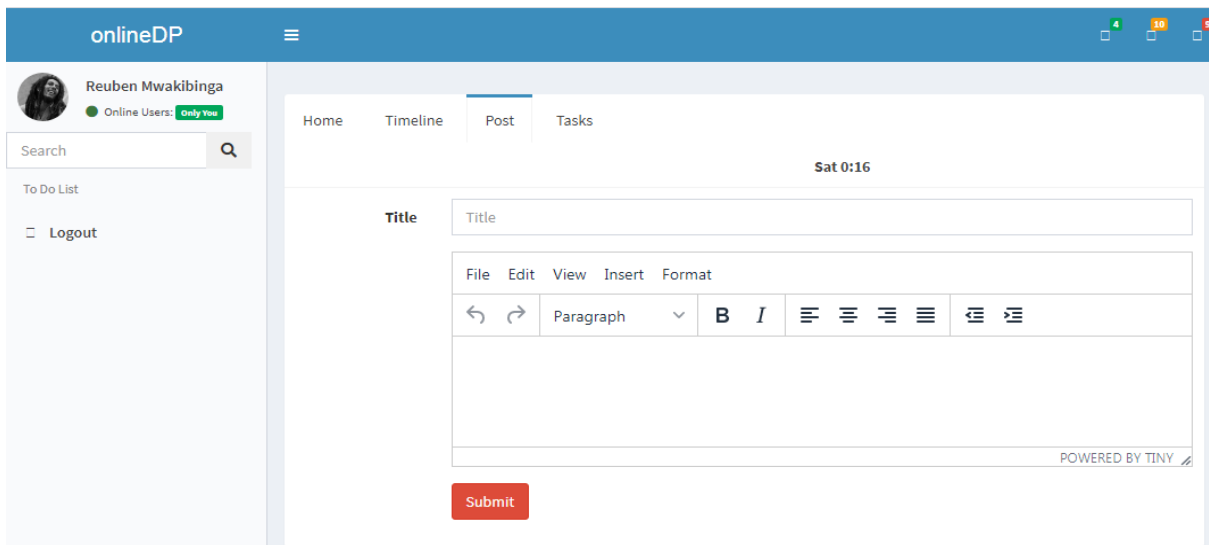 onlineDP
4 10 5
Reuben Mwakibinga
Online Users: Only You
Search
To Do List
Logout
Home Timeline Post Tasks
Sat 0:16
Title Title
File Edit View Insert Format
Paragraph B I
POWERED BY TINY
Submit